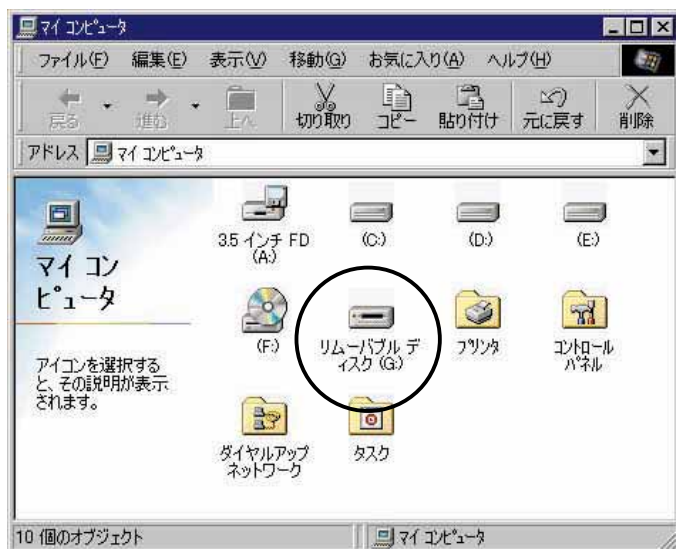 マイ コンピュータ
ファイル(F) 編集(E) 表示(V) 移動(G) お気に入り(A) ヘルプ(H)
戻る 進む 上へ 切り取り コピー 貼り付け 元に戻す 削除
アドレス マイ コンピュータ
マイ コン
ピュータ
アイコンを選択する
と、その説明が表示
されます。
3.5 インチ FD
(A:)
(C:)
(D:)
(E:)
(F:)
リムーバブル デ
ィスク (G:)
プリンタ
コントロール
パネル
ダイヤルアップ
ネットワーク
タスク
10 個のオブジェクト
マイ コンピュータ